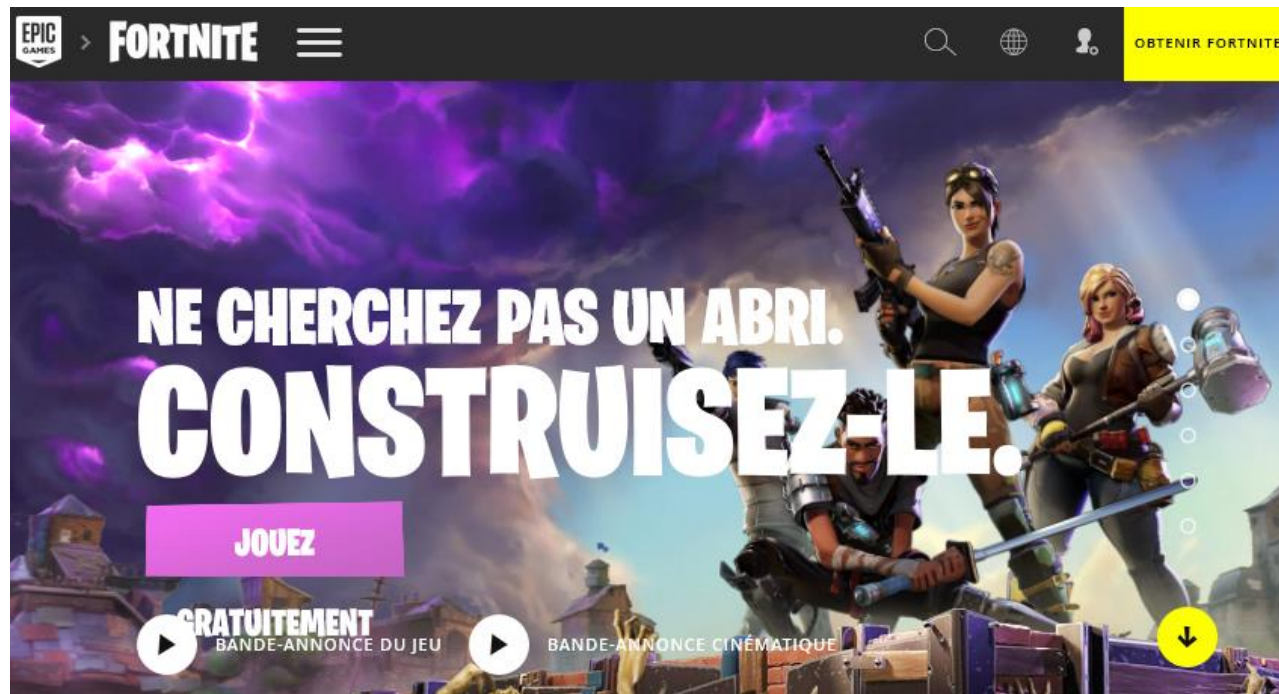 EPIC
GAMES
FORTNITE
OBTENIR FORTNITE
NE CHERCHEZ PAS UN ABRI.
CONSTRUISEZ-LE.
JOUEZ
GRATUITEMENT
BANDE-ANNONCE DU JEU
BANDE-ANNONCE CINÉMATIQUE